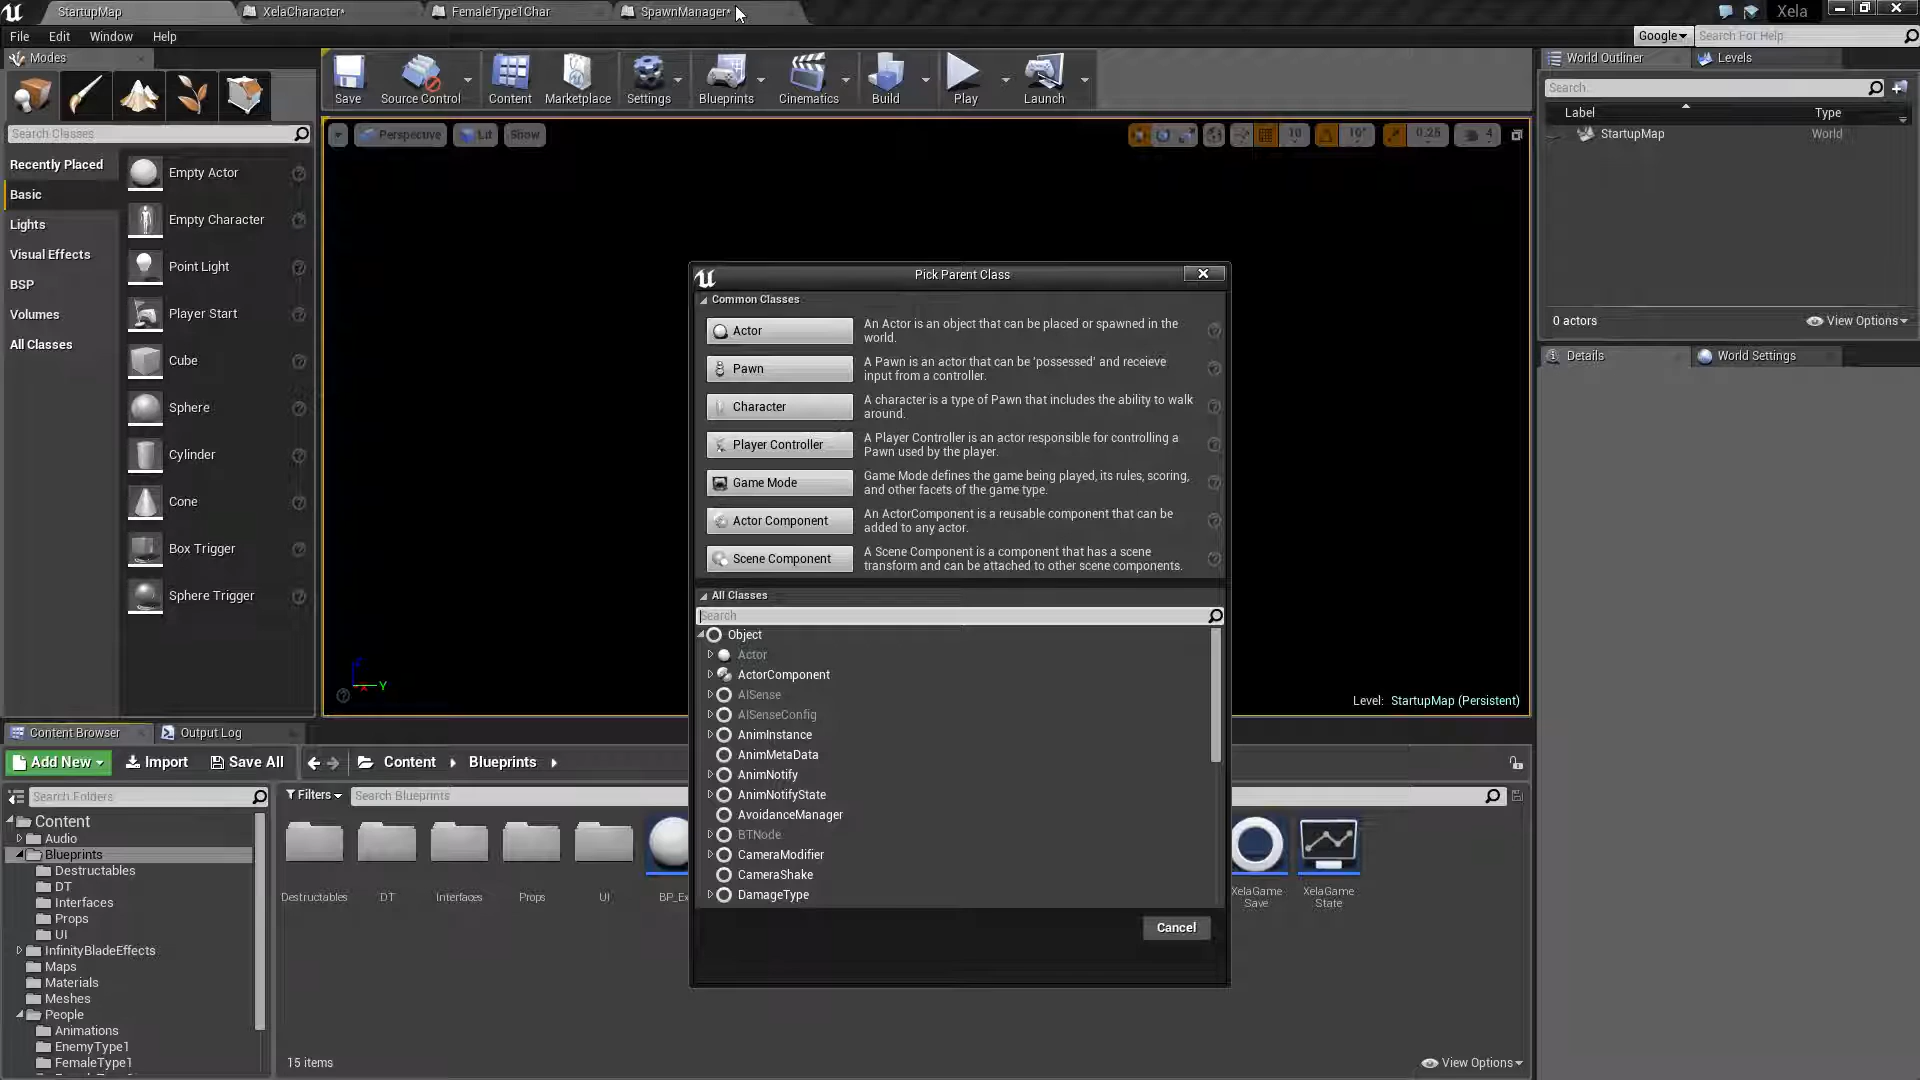 StartupMap
XelaCharacter*
FemaleType1Char
SpawnManager*
Xela
File Edit Window Help
Google
Search For Help
Modes
Save
Source Control
Content
Marketplace
Settings
Blueprints
Cinematics
Build
Play
Launch
World Outliner
Levels
Search
Label
Type
StartupMap
World
0 actors
View Options
Details
World Settings
Search Classes
Recently Placed
Basic
Lights
Visual Effects
BSP
Volumes
All Classes
Empty Actor
Empty Character
Point Light
Player Start
Cube
Sphere
Cylinder
Cone
Box Trigger
Sphere Trigger
Perspective
Lit
Show
10
10°
0.25
4
Y
Level: StartupMap (Persistent)
Pick Parent Class
Common Classes
Actor
An Actor is an object that can be placed or spawned in the
world.
Pawn
A Pawn is an actor that can be 'possessed' and receieve
input from a controller.
Character
A character is a type of Pawn that includes the ability to walk
around.
Player Controller
A Player Controller is an actor responsible for controlling a
Pawn used by the player.
Game Mode
Game Mode defines the game being played, its rules, scoring,
and other facets of the game type.
Actor Component
An ActorComponent is a reusable component that can be
added to any actor.
Scene Component
A Scene Component is a component that has a scene
transform and can be attached to other scene components.
All Classes
Search
Object
Actor
ActorComponent
AISense
AISenseConfig
AnimInstance
AnimMetaData
AnimNotify
AnimNotifyState
AvoidanceManager
BTNode
CameraModifier
CameraShake
DamageType
Cancel
Content Browser
Output Log
Add New
Import
Save All
Content
Blueprints
Search Folders
Filters
Search Blueprints
Content
Audio
Blueprints
Destructables
DT
Interfaces
Props
UI
InfinityBladeEffects
Maps
Materials
Meshes
People
Animations
EnemyType1
FemaleType1
Destructables
DT
Interfaces
Props
UI
BP_Ex
XelaGame
Save
XelaGame
State
15 items
View Options